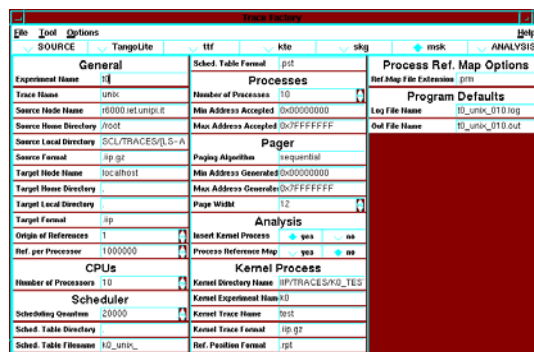 Trace Factory
File Tool Options Help
SOURCE TangoLite ttf kte skg msk ANALYSIS
General
Experiment Name t0
Trace Name unix
Source Node Name r6000.iet.unipi.it
Source Home Directory /root
Source Local Directory SCL/TRACES/[LS-A
Source Format .iip.gz
Target Node Name localhost
Target Home Directory .
Target Local Directory .
Target Format .iip
Origin of References 1
Ref. per Processor 1000000
CPUs
Number of Processors 10
Scheduler
Scheduling Quantum 20000
Sched. Table Directory .
Sched. Table Filename k0_unix_
Sched. Table Format .pst
Processes
Number of Processes 10
Min Address Accepted 0x00000000
Max Address Accepted 0x7FFFFFFF
Pager
Paging Algorithm sequential
Min Address Generated 0x00000000
Max Address Generated 0x7FFFFFFF
Page Widht 12
Analysis
Insert Kernel Process yes no
Process Reference Map yes no
Kernel Process
Kernel Directory Name IIP/TRACES/K0_TES
Kernel Experiment Nam k0
Kernel Trace Name test
Kernel Trace Format .iip.gz
Ref. Position Format .rpt
Process Ref. Map Options
Ref.Map File Extension .prm
Program Defaults
Log File Name t0_unix_010.log
Out File Name t0_unix_010.out